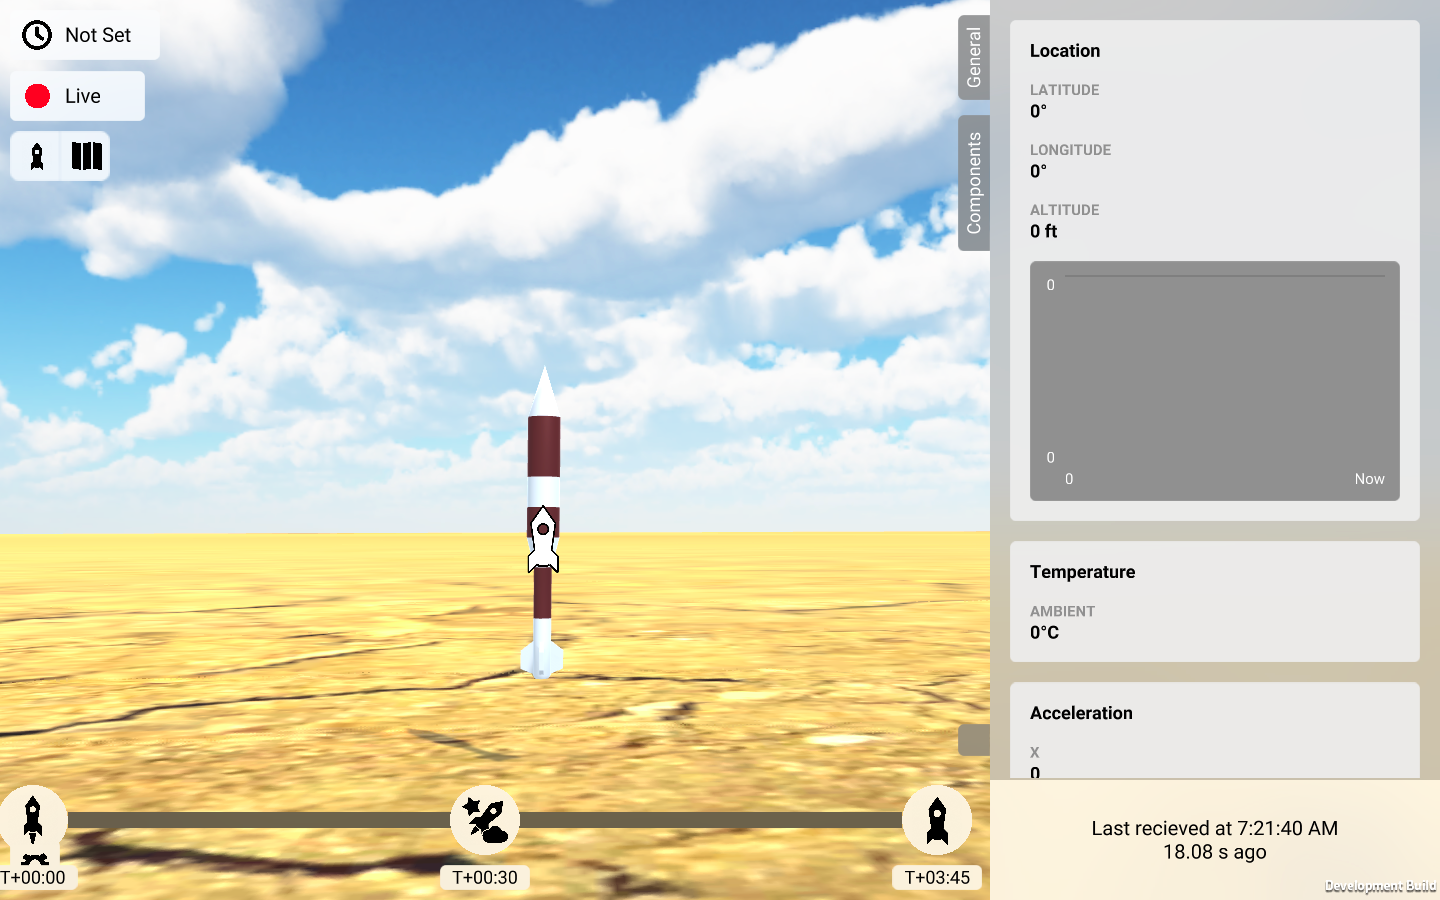 Not Set
Live
General
Components
T+00:00
T+00:30
T+03:45
Location
LATITUDE
0°
LONGITUDE
0°
ALTITUDE
0 ft
0
0
0 Now
Temperature
AMBIENT
0°C
Acceleration
X
0
Last recieved at 7:21:40 AM
18.08 s ago
Development Build